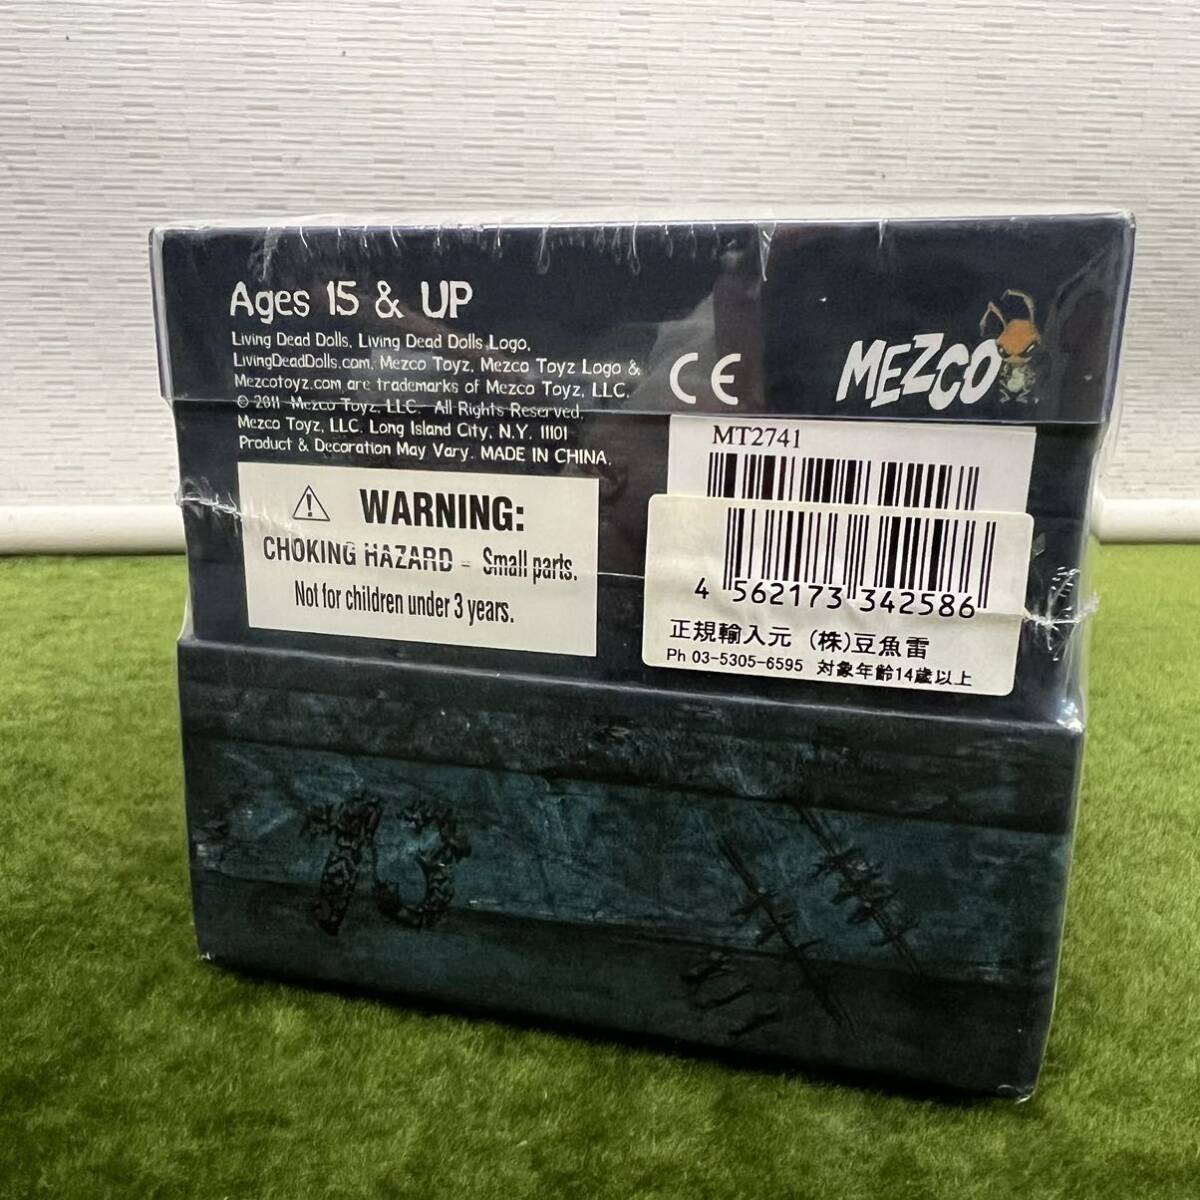 Ages 15 & UP
Living Dead Dolls, Living Dead Dolls Logo,
LivingDeadDolls.com, Mezco Toyz, Mezco Toyz Logo &
Mezcotoyz.com are trademarks of Mezco Toyz, LLC.
© 2011 Mezco Toyz, LLC. All Rights Reserved.
Mezco Toyz, LLC. Long Island City, N.Y. 11101
Product & Decoration May Vary. MADE IN CHINA.
CE
MEZCO
WARNING:
CHOKING HAZARD - Small parts.
Not for children under 3 years.
MT2741
4 562173 342586
正規輸入元 (株)豆魚雷
Ph 03-5305-6595 対象年齢14歳以上
13